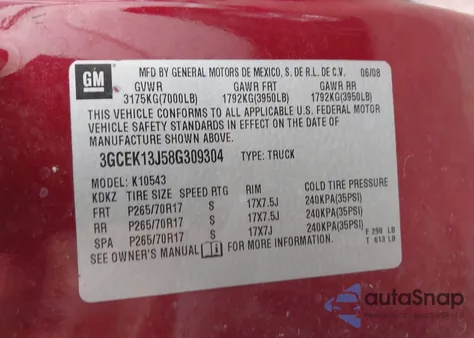 GM
MFD BY GENERAL MOTORS DE MEXICO, S. DE R.L. DE C.V. 06/08
GVWR GAWR FRT GAWR RR
3175KG(7000LB) 1792KG(3950LB) 1792KG(3950LB)
THIS VEHICLE CONFORMS TO ALL APPLICABLE U.S. FEDERAL MOTOR
VEHICLE SAFETY STANDARDS IN EFFECT ON THE DATE OF
MANUFACTURE SHOWN ABOVE.
3GCEK13J58G309304 TYPE: TRUCK
MODEL: K10543
KDKZ TIRE SIZE SPEED RTG RIM COLD TIRE PRESSURE
FRT P265/70R17 S 17X7.5J 240KPA(35PSI)
RR P265/70R17 S 17X7.5J 240KPA(35PSI)
SPA P265/70R17 S 17X7J 240KPA(35PSI)
SEE OWNER'S MANUAL FOR MORE INFORMATION. F 290 LB
T 613 LB
autoSnap